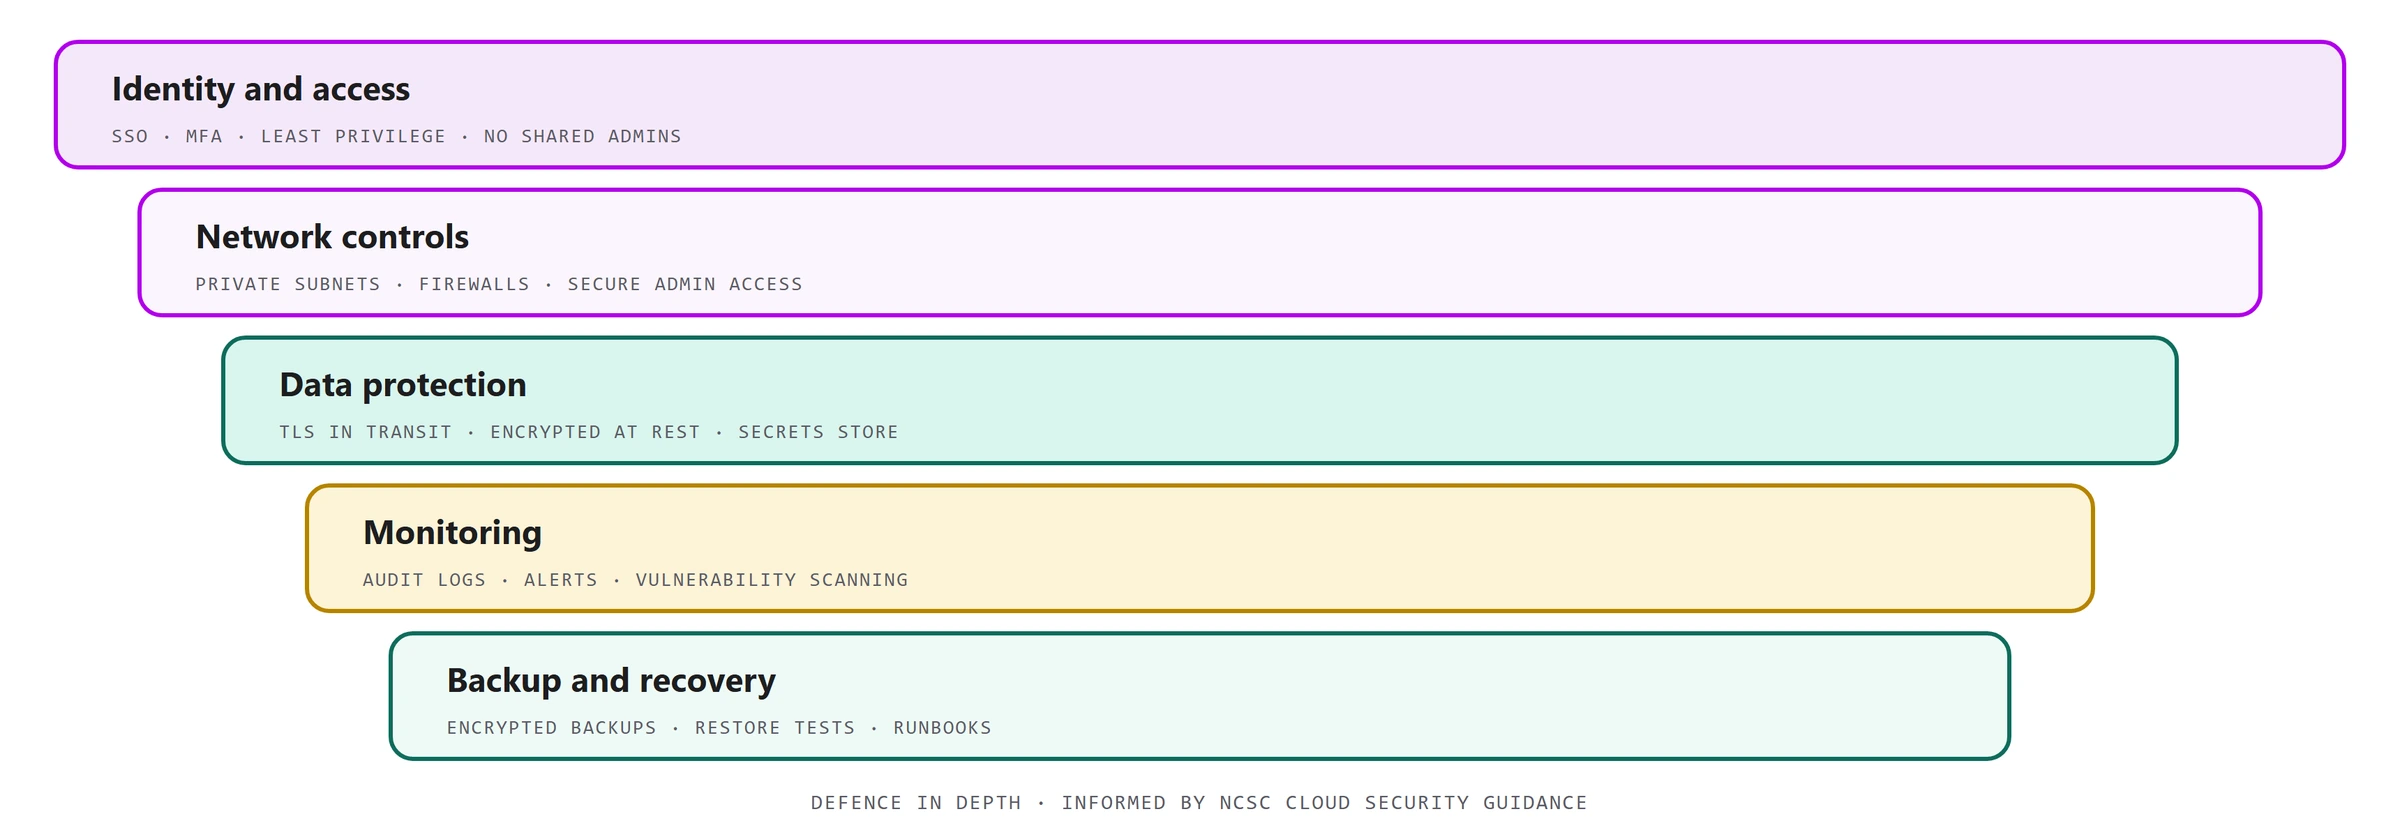 Identity and access
SSO · MFA · LEAST PRIVILEGE · NO SHARED ADMINS
Network controls
PRIVATE SUBNETS · FIREWALLS · SECURE ADMIN ACCESS
Data protection
TLS IN TRANSIT · ENCRYPTED AT REST · SECRETS STORE
Monitoring
AUDIT LOGS · ALERTS · VULNERABILITY SCANNING
Backup and recovery
ENCRYPTED BACKUPS · RESTORE TESTS · RUNBOOKS
DEFENCE IN DEPTH · INFORMED BY NCSC CLOUD SECURITY GUIDANCE